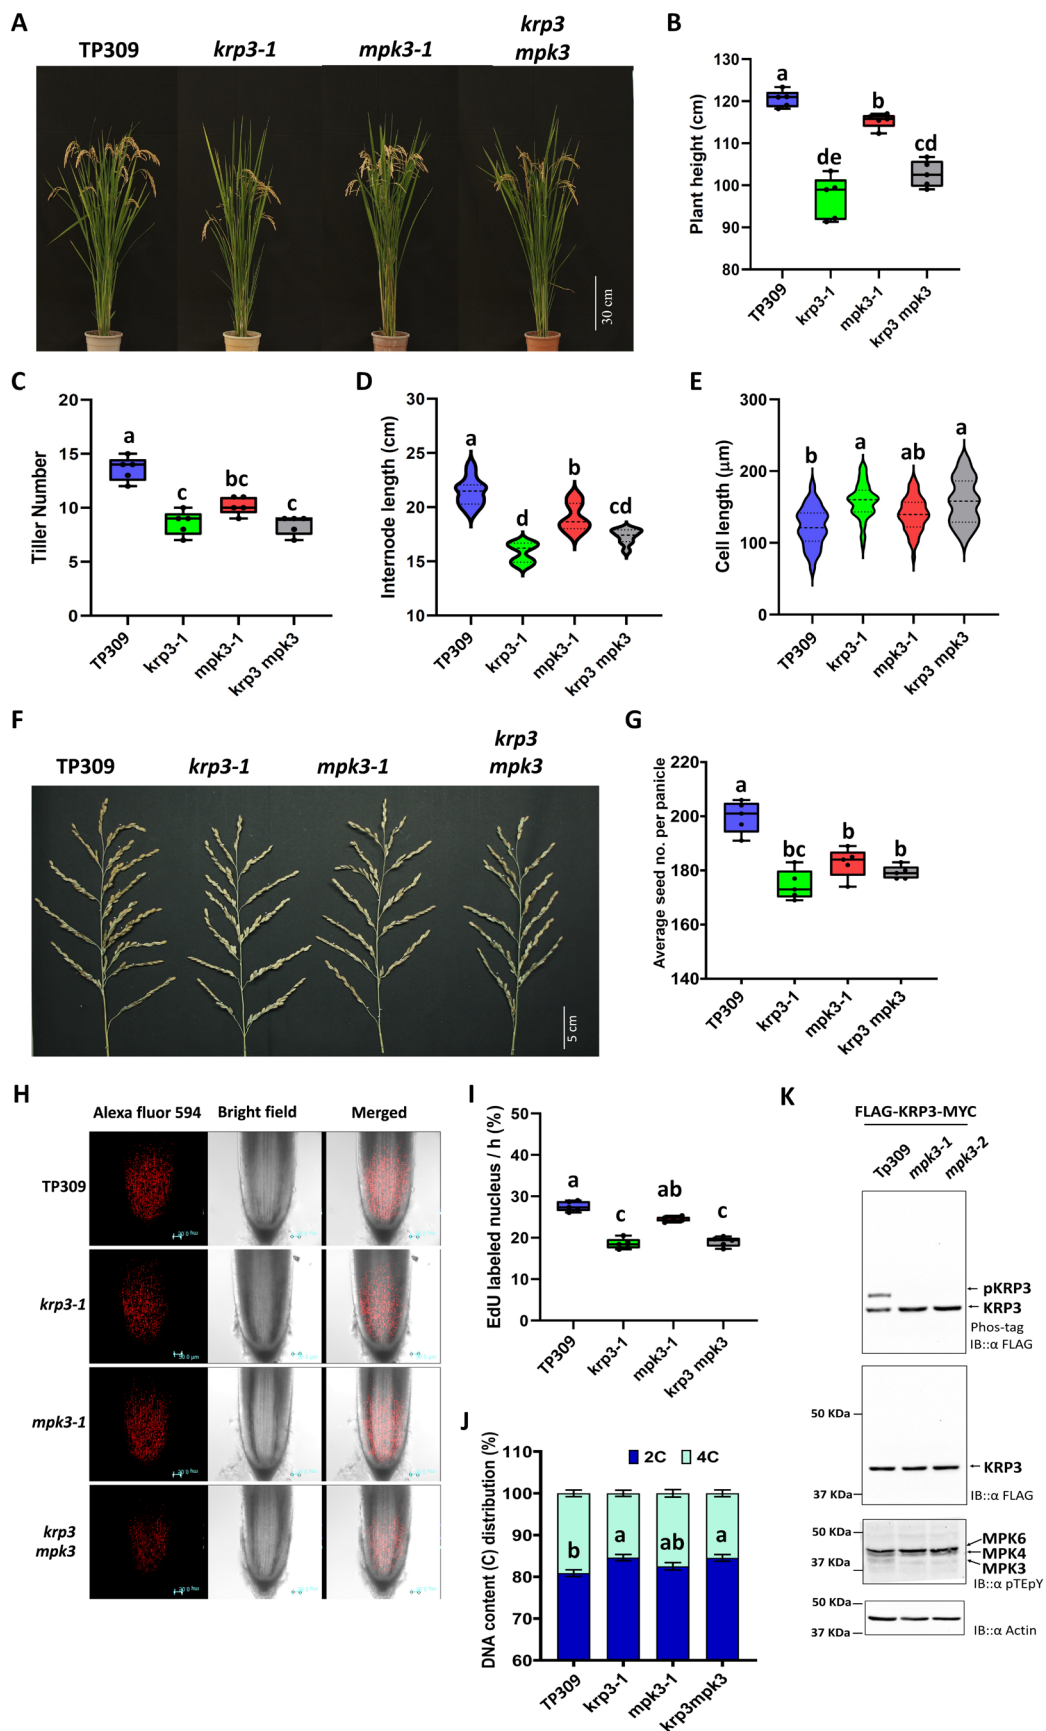 A
TP309
krp3-1
mpk3-1
krp3
mpk3
30 cm
B
Plant height (cm)
130
120
110
100
90
80
a
de
b
cd
TP309
krp3-1
mpk3-1
krp3 mpk3
C
Tiller Number
20
15
10
5
0
a
c
bc
c
TP309
krp3-1
mpk3-1
krp3 mpk3
D
Internode length (cm)
30
25
20
15
10
a
d
b
cd
TP309
krp3-1
mpk3-1
krp3 mpk3
E
Cell length (μm)
300
200
100
0
b
a
ab
a
TP309
krp3-1
mpk3-1
krp3 mpk3
F
TP309
krp3-1
mpk3-1
krp3
mpk3
5 cm
G
Average seed no. per panicle
220
200
180
160
140
a
bc
b
b
TP309
krp3-1
mpk3-1
krp3 mpk3
H
Alexa fluor 594
Bright field
Merged
TP309
krp3-1
mpk3-1
krp3
mpk3
I
EdU labeled nucleus / h (%)
50
40
30
20
10
0
a
c
ab
c
TP309
krp3-1
mpk3-1
krp3 mpk3
J
DNA content (C) distribution (%)
2C
4C
110
100
90
80
70
60
b
a
ab
a
TP309
krp3-1
mpk3-1
krp3mpk3
K
FLAG-KRP3-MYC
Tp309
mpk3-1
mpk3-2
pKRP3
KRP3
Phos-tag
IB::α FLAG
50 KDa
KRP3
37 KDa
IB::α FLAG
50 KDa
MPK6
MPK4
37 KDa
MPK3
IB::α pTEpY
50 KDa
IB::α Actin
37 KDa